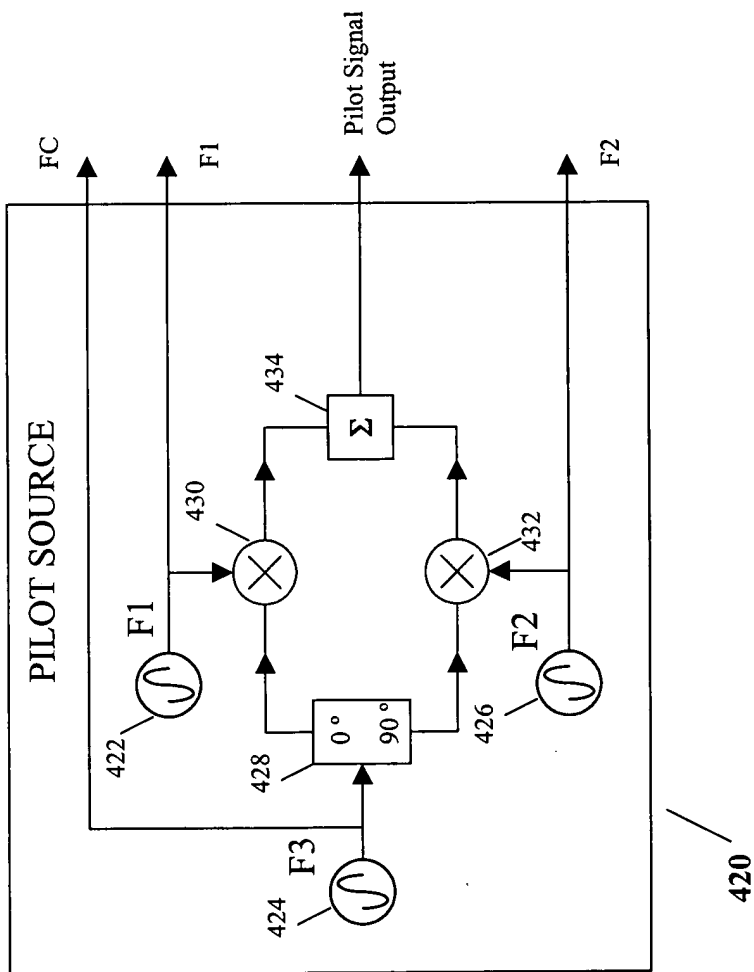 PILOT SOURCE
FC
F1
Pilot Signal
Output
F2
422
F1
430
434
Σ
424
F3
428
0°
90°
426
F2
432
420